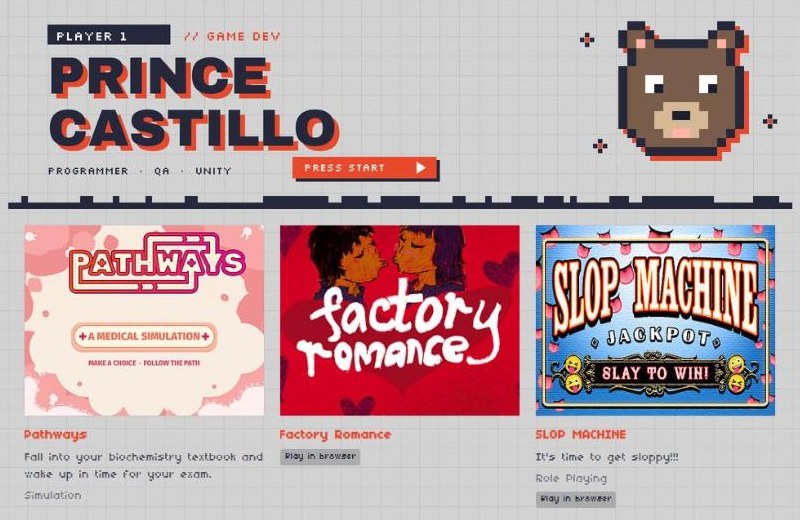 PLAYER 1 // GAME DEV
PRINCE
CASTILLO
PROGRAMMER · QA · UNITY
PRESS START
PATHWAYS
A MEDICAL SIMULATION
MAKE A CHOICE - FOLLOW THE PATH
factory
romance
SLOP MACHINE
JACKPOT
SLAY TO WIN!
Pathways
Fall into your biochemistry textbook and
wake up in time for your exam.
Simulation
Factory Romance
Play in browser
SLOP MACHINE
It's time to get sloppy!!!
Role Playing
Play in browser